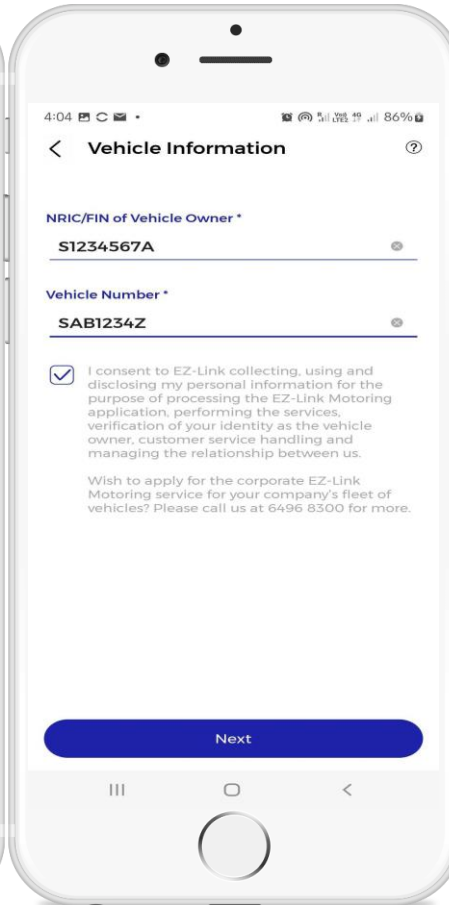 4:04 86%
Vehicle Information
NRIC/FIN of Vehicle Owner *
S1234567A
Vehicle Number *
SAB1234Z
I consent to EZ-Link collecting, using and
disclosing my personal information for the
purpose of processing the EZ-Link Motoring
application, performing the services,
verification of your identity as the vehicle
owner, customer service handling and
managing the relationship between us.
Wish to apply for the corporate EZ-Link
Motoring service for your company's fleet of
vehicles? Please call us at 6496 8300 for more.
Next